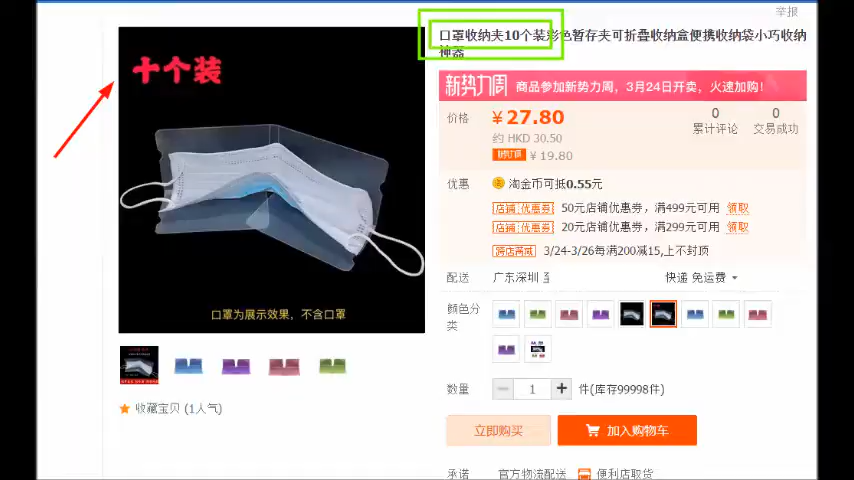 举报
口罩收纳夹10个装彩色暂存夹可折叠收纳盒便携收纳袋小巧收纳
神器
十个装
新势力周 商品参加新势力周，3月24日开卖，火速加购！
价格 ¥27.80
0 0
累计评论 交易成功
约 HKD 30.50
新势力周 ¥19.80
优惠 淘金币可抵0.55元
店铺优惠券 50元店铺优惠券，满499元可用 领取
店铺优惠券 20元店铺优惠券，满299元可用 领取
跨店满减 3/24-3/26每满200减15,上不封顶
配送 广东深圳 至 快递 免运费
颜色分
类
口罩为展示效果，不含口罩
数量 − 1 + 件(库存99998件)
收藏宝贝 (1人气)
立即购买 加入购物车
承诺 官方物流配送 便利店取货